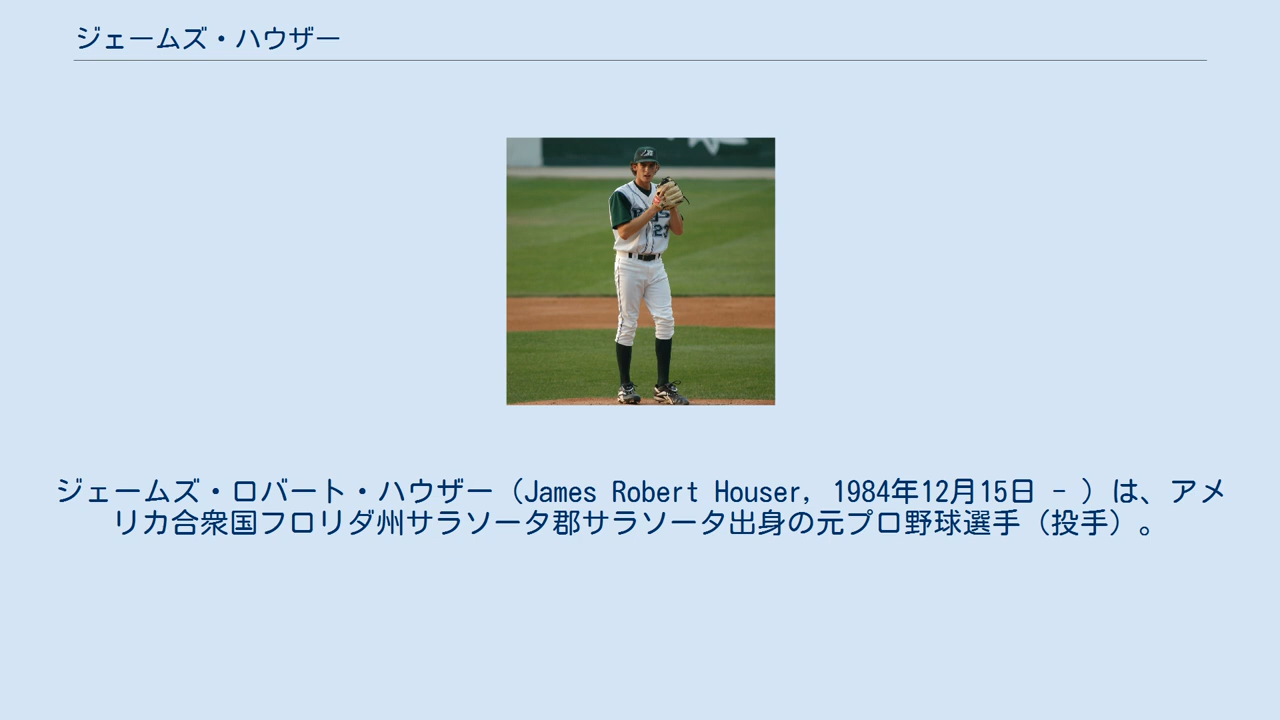 ジェームズ・ハウザー
ジェームズ・ロバート・ハウザー（James Robert Houser, 1984年12月15日 - ）は、アメ
リカ合衆国フロリダ州サラソータ郡サラソータ出身の元プロ野球選手（投手）。